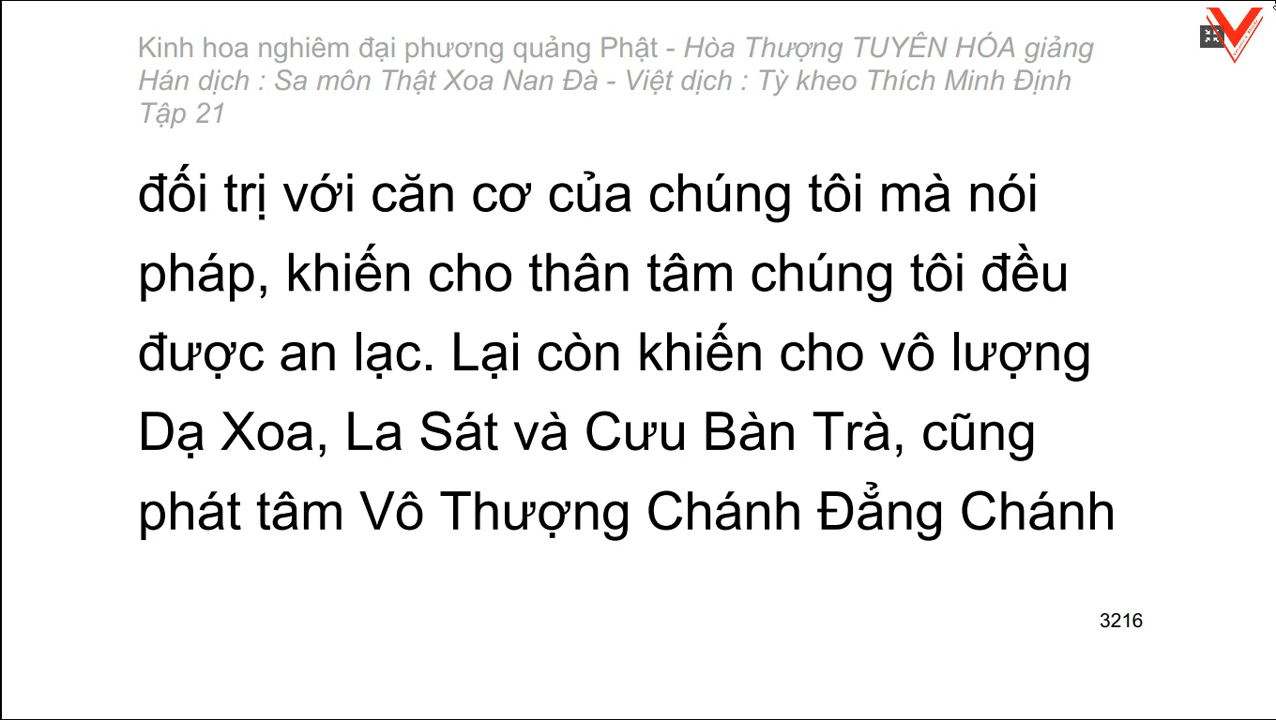 Kinh hoa nghiêm đại phương quảng Phật - Hòa Thượng TUYÊN HÓA giảng
Hán dịch : Sa môn Thật Xoa Nan Đà - Việt dịch : Tỳ kheo Thích Minh Định
Tập 21
đối trị với căn cơ của chúng tôi mà nói
pháp, khiến cho thân tâm chúng tôi đều
được an lạc. Lại còn khiến cho vô lượng
Dạ Xoa, La Sát và Cưu Bàn Trà, cũng
phát tâm Vô Thượng Chánh Đẳng Chánh
3216